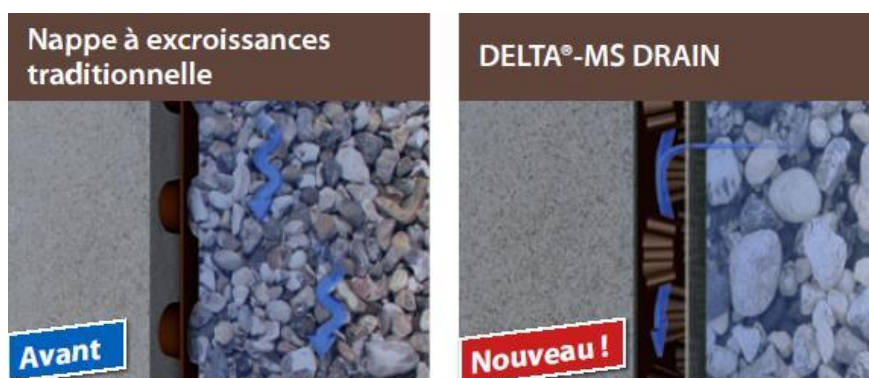 Nappe à excroissances
traditionnelle
DELTA®-MS DRAIN
Avant
Nouveau !